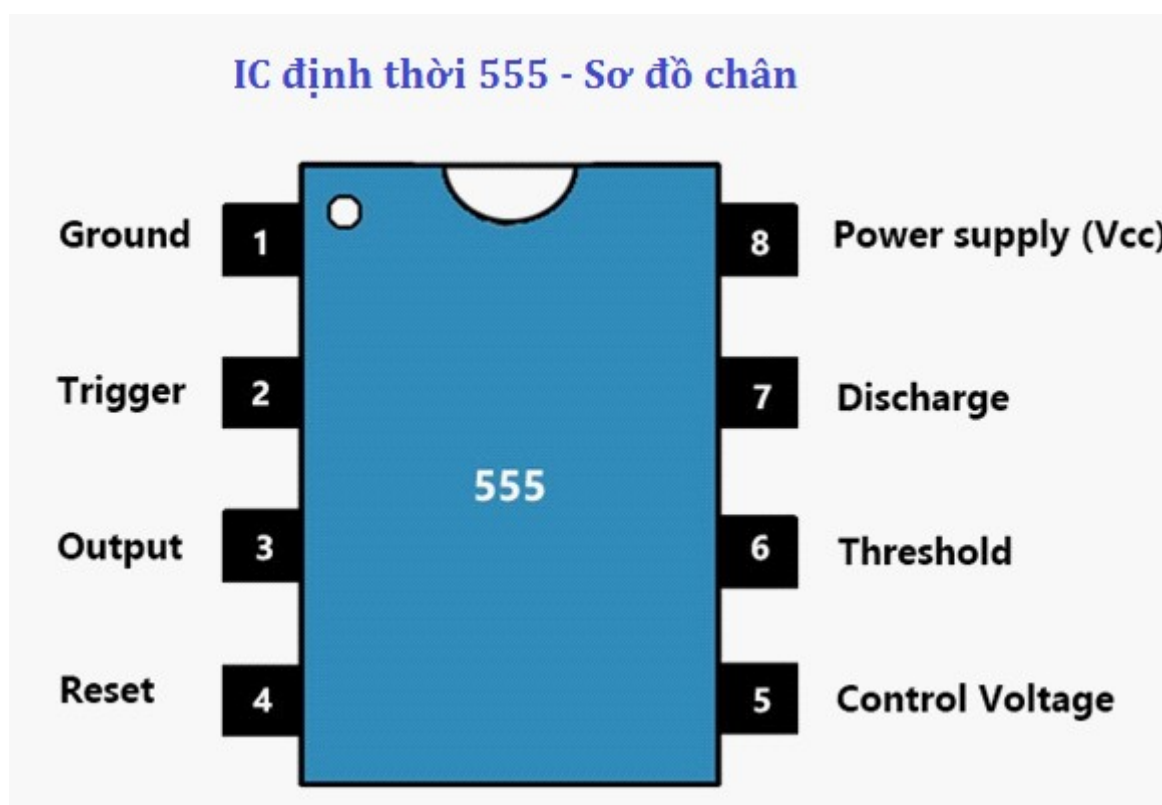 IC định thời 555 - Sơ đồ chân
Ground 1 8 Power supply (Vcc)
Trigger 2 7 Discharge
555
Output 3 6 Threshold
Reset 4 5 Control Voltage